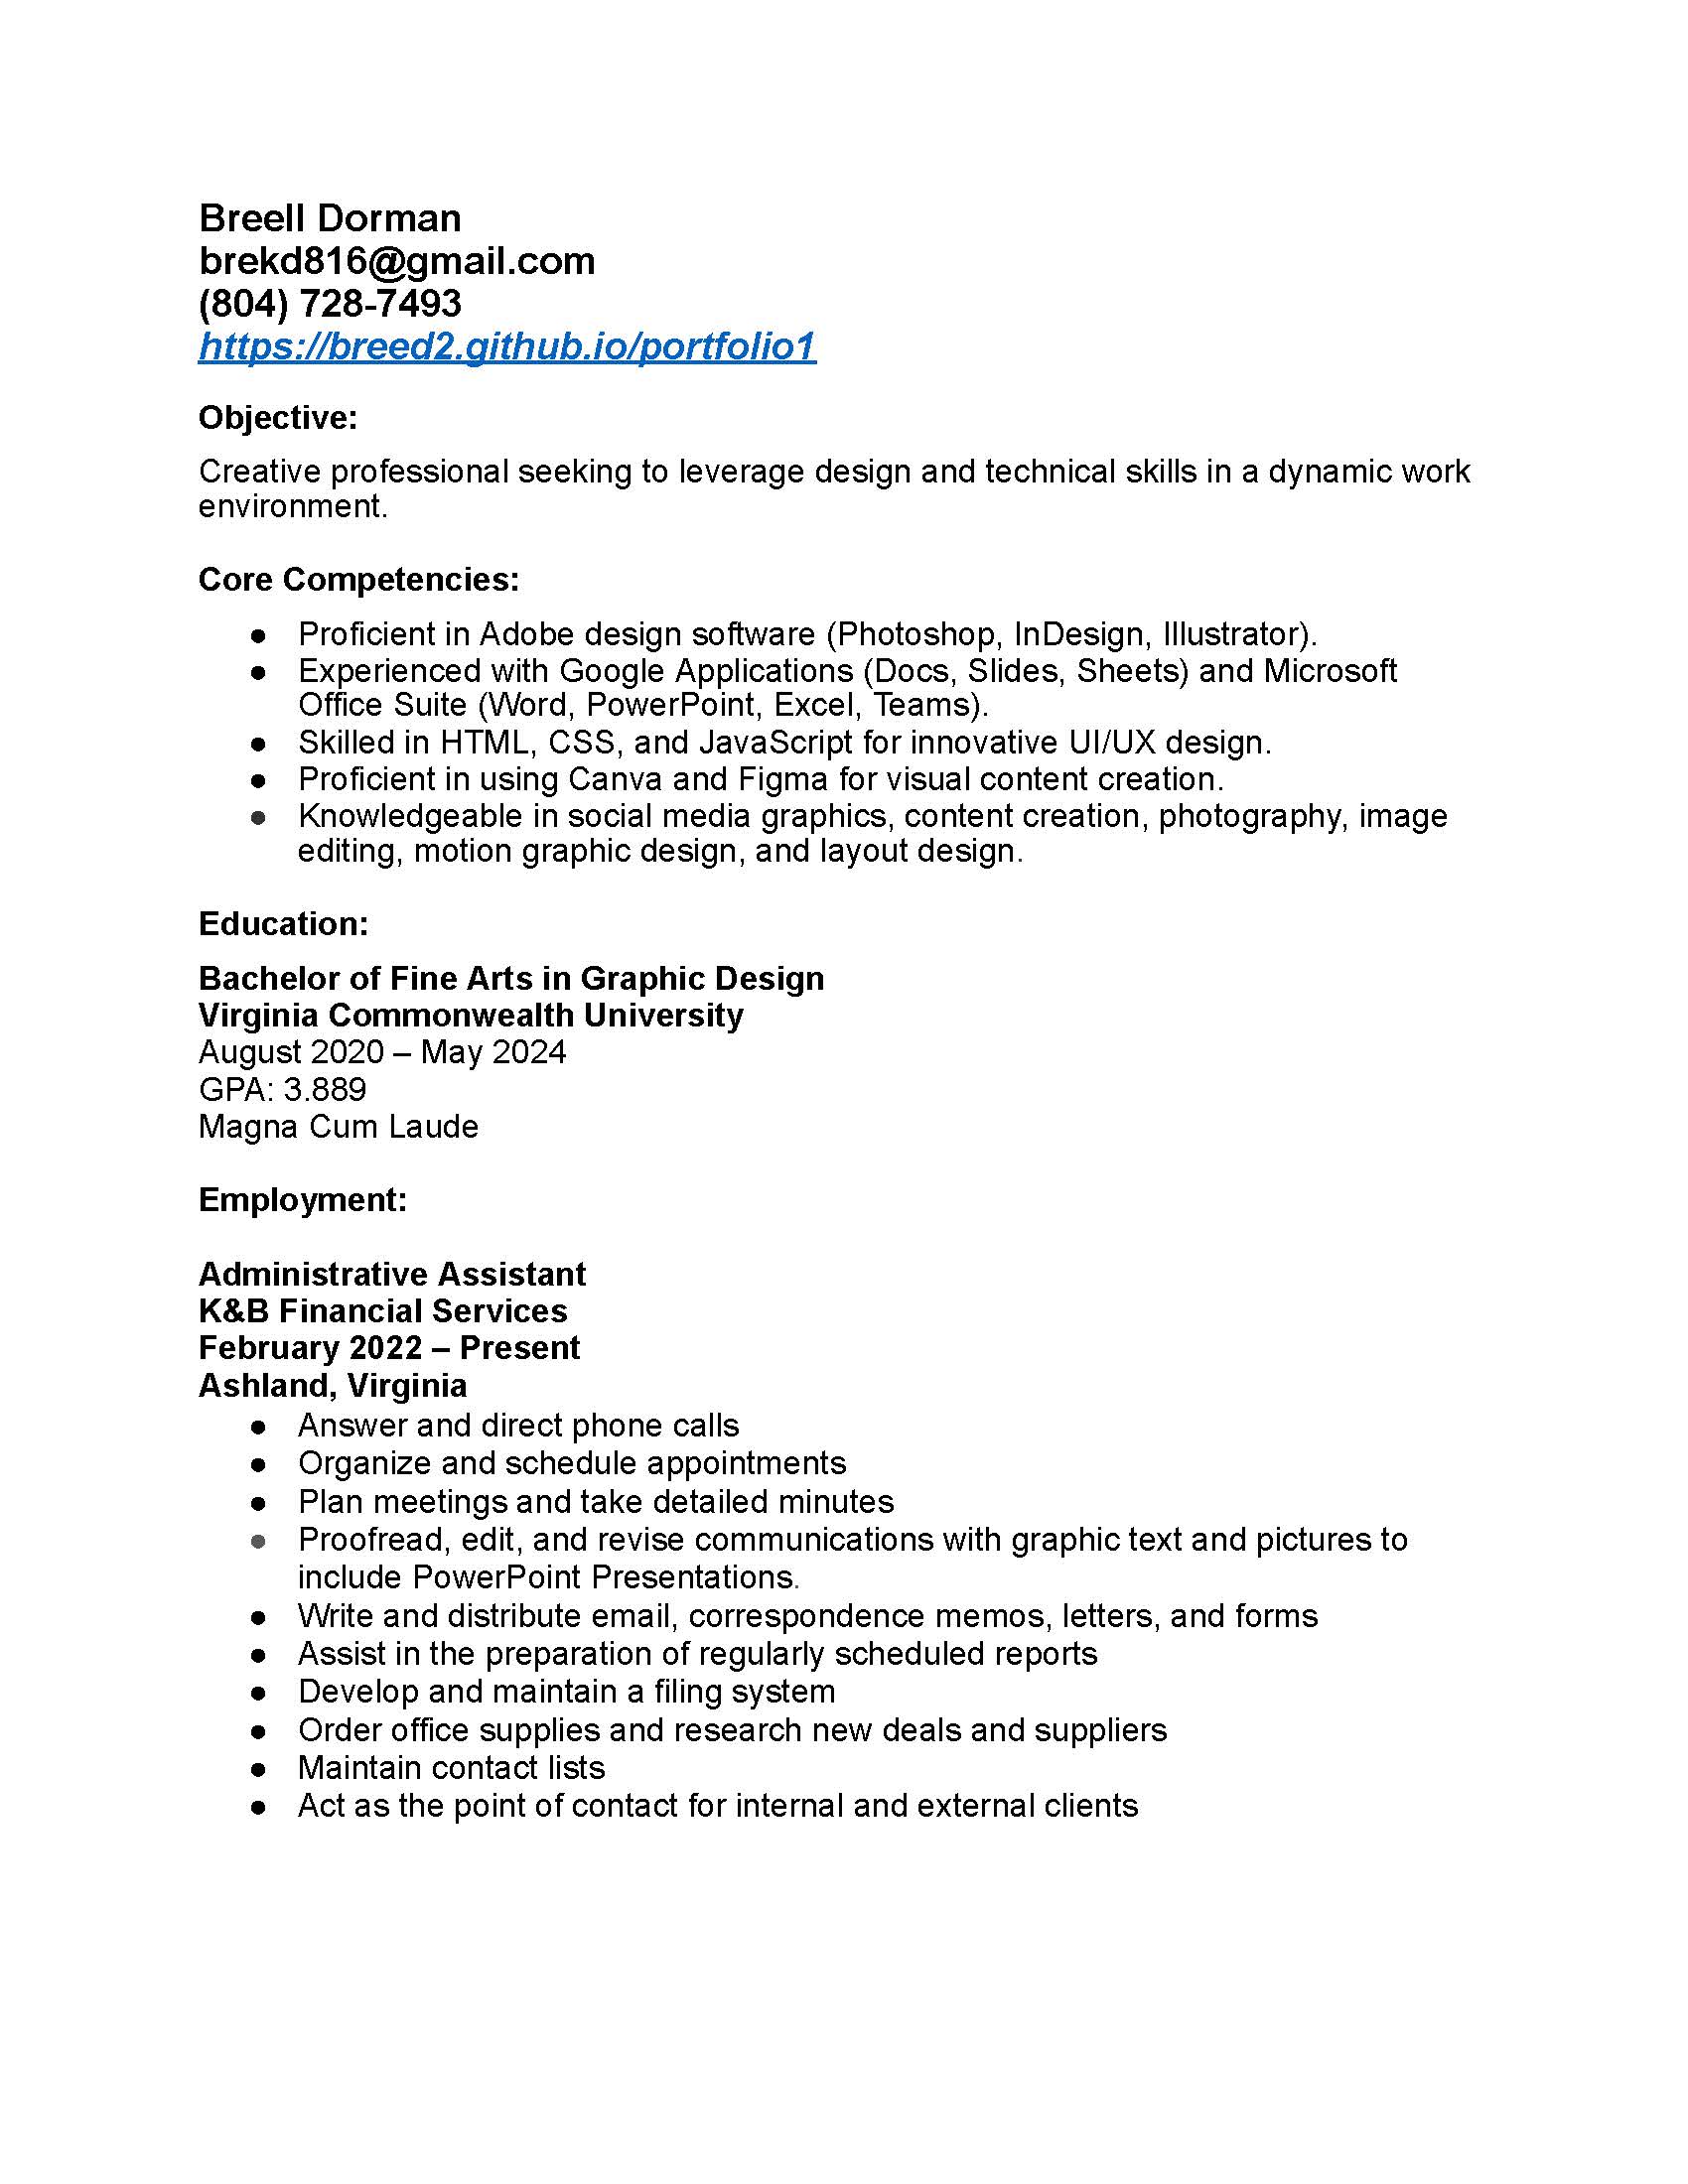 Breell Dorman
brekd816@gmail.com
(804) 728-7493
https://breed2.github.io/portfolio1
Objective:
Creative professional seeking to leverage design and technical skills in a dynamic work
environment.
Core Competencies:
● Proficient in Adobe design software (Photoshop, InDesign, Illustrator).
● Experienced with Google Applications (Docs, Slides, Sheets) and Microsoft
Office Suite (Word, PowerPoint, Excel, Teams).
● Skilled in HTML, CSS, and JavaScript for innovative UI/UX design.
● Proficient in using Canva and Figma for visual content creation.
● Knowledgeable in social media graphics, content creation, photography, image
editing, motion graphic design, and layout design.
Education:
Bachelor of Fine Arts in Graphic Design
Virginia Commonwealth University
August 2020 – May 2024
GPA: 3.889
Magna Cum Laude
Employment:
Administrative Assistant
K&B Financial Services
February 2022 – Present
Ashland, Virginia
● Answer and direct phone calls
● Organize and schedule appointments
● Plan meetings and take detailed minutes
● Proofread, edit, and revise communications with graphic text and pictures to
include PowerPoint Presentations.
● Write and distribute email, correspondence memos, letters, and forms
● Assist in the preparation of regularly scheduled reports
● Develop and maintain a filing system
● Order office supplies and research new deals and suppliers
● Maintain contact lists
● Act as the point of contact for internal and external clients